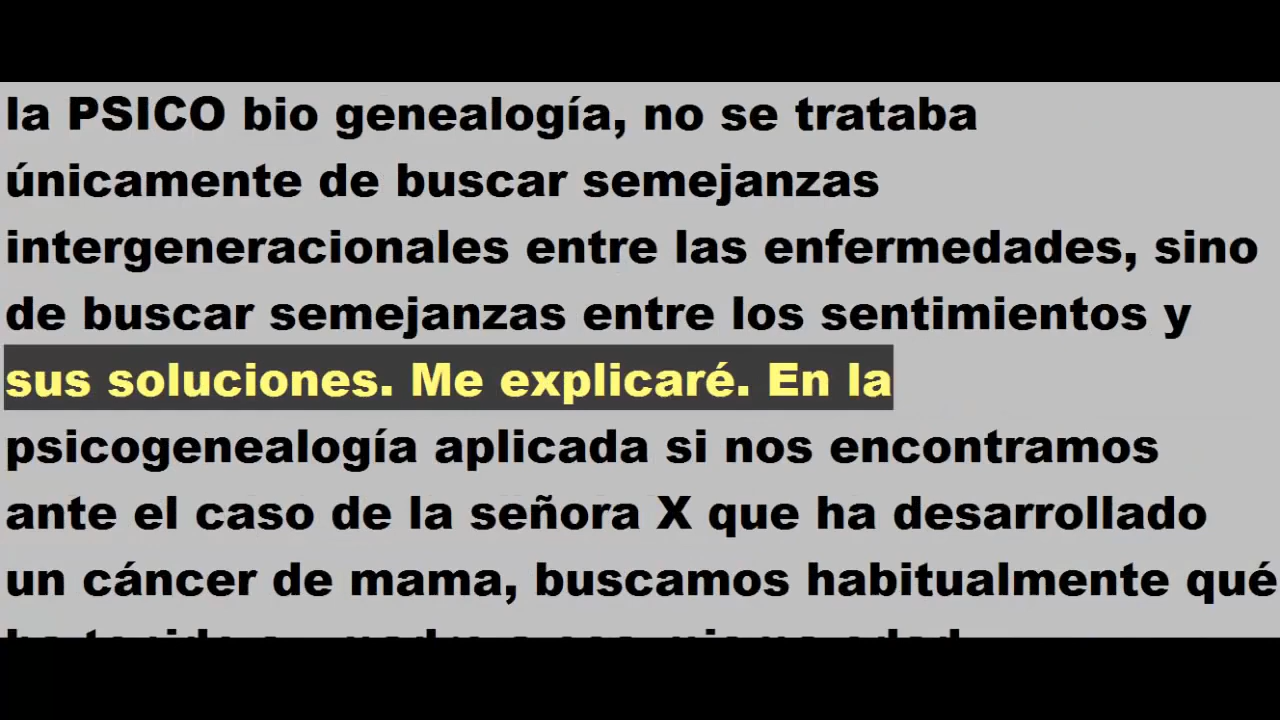 la PSICO bio genealogía, no se trataba
únicamente de buscar semejanzas
intergeneracionales entre las enfermedades, sino
de buscar semejanzas entre los sentimientos y
sus soluciones. Me explicaré. En la
psicogenealogía aplicada si nos encontramos
ante el caso de la señora X que ha desarrollado
un cáncer de mama, buscamos habitualmente qué